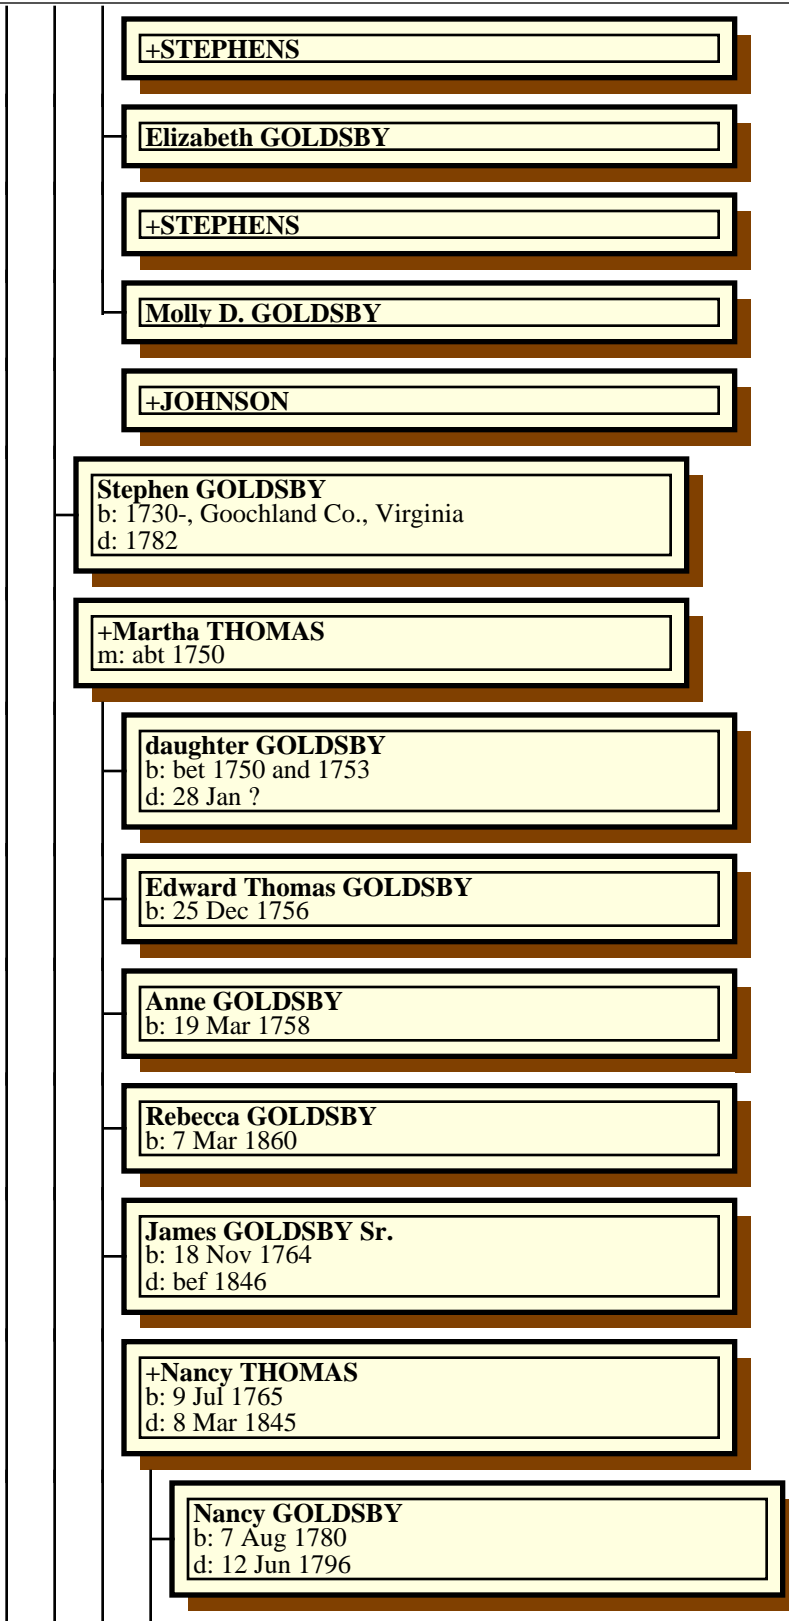 +STEPHENS
Elizabeth GOLDSBY
+STEPHENS
Molly D. GOLDSBY
+JOHNSON
Stephen GOLDSBY
b: 1730-, Goochland Co., Virginia
d: 1782
+Martha THOMAS
m: abt 1750
daughter GOLDSBY
b: bet 1750 and 1753
d: 28 Jan ?
Edward Thomas GOLDSBY
b: 25 Dec 1756
Anne GOLDSBY
b: 19 Mar 1758
Rebecca GOLDSBY
b: 7 Mar 1860
James GOLDSBY Sr.
b: 18 Nov 1764
d: bef 1846
+Nancy THOMAS
b: 9 Jul 1765
d: 8 Mar 1845
Nancy GOLDSBY
b: 7 Aug 1780
d: 12 Jun 1796